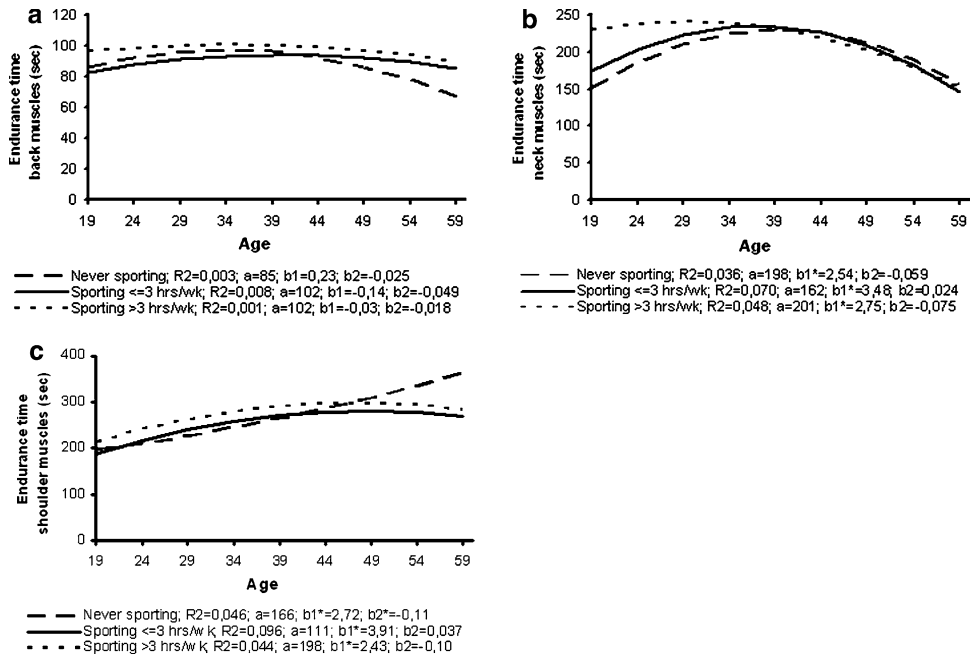 a
Endurance time
back muscles (sec)
120
100
80
60
40
20
0
19 24 29 34 39 44 49 54 59
Age
Never sporting; R2=0,003; a=85; b1=0,23; b2=-0,025
Sporting <=3 hrs/wk; R2=0,008; a=102; b1=-0,14; b2=-0,049
Sporting >3 hrs/wk; R2=0,001; a=102; b1=-0,03; b2=-0,018
b
Endurance time
neck muscles (sec)
250
200
150
100
50
0
19 24 29 34 39 44 49 54 59
Age
Never sporting; R2=0,036; a=198; b1*=2,54; b2=-0,059
Sporting <=3 hrs/wk; R2=0,070; a=162; b1*=3,48; b2=0,024
Sporting >3 hrs/wk; R2=0,048; a=201; b1*=2,75; b2=-0,075
c
Endurance time
shoulder muscles (sec)
400
300
200
100
0
19 24 29 34 39 44 49 54 59
Age
Never sporting; R2=0,046; a=166; b1*=2,72; b2*=-0,11
Sporting <=3 hrs/wk; R2=0,096; a=111; b1*=3,91; b2=0,037
Sporting >3 hrs/wk; R2=0,044; a=198; b1*=2,43; b2=-0,10